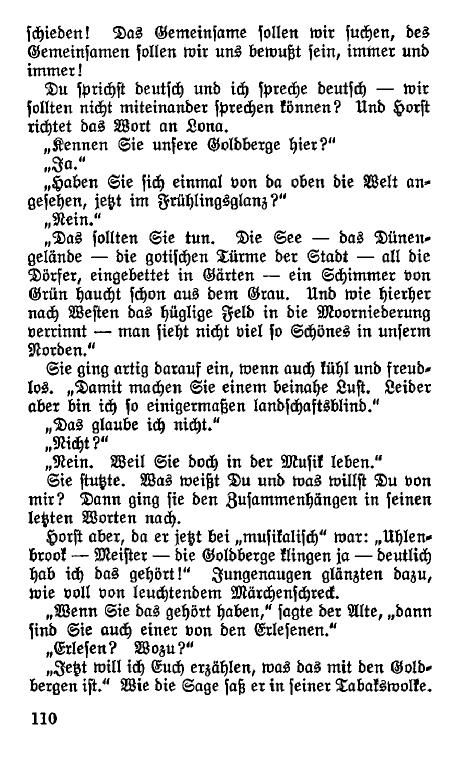 schieden! Das Gemeinsame sollen wir suchen, des
Gemeinsamen sollen wir uns bewußt sein, immer und
immer!
Du sprichst deutsch und ich spreche deutsch — wir
sollten nicht miteinander sprechen können? Und Horst
richtet das Wort an Lona.
„Kennen Sie unsere Goldberge hier?“
„Ja.“
„Haben Sie sich einmal von da oben die Welt an-
gesehen, jetzt im Frühlingsglanz?“
„Nein.“
„Das sollten Sie tun. Die See — das Dünen-
gelände — die gotischen Türme der Stadt — all die
Dörfer, eingebettet in Gärten — ein Schimmer von
Grün haucht schon aus dem Grau. Und wie hierher
nach Westen das hüglige Feld in die Moorniederung
verrinnt — man sieht nicht viel so Schönes in unserm
Norden.“
Sie ging artig darauf ein, wenn auch kühl und freud-
los. „Damit machen Sie einem beinahe Lust. Leider
aber bin ich so einigermaßen landschaftsblind.“
„Das glaube ich nicht.“
„Nicht?“
„Nein. Weil Sie doch in der Musik leben.“
Sie stutzte. Was weißt Du und was willst Du von
mir? Dann ging sie den Zusammenhängen in seinen
letzten Worten nach.
Horst aber, da er jetzt bei „musikalisch“ war: „Uhlen-
brook — Meister — die Goldberge klingen ja — deutlich
hab ich das gehört!“ Jungenaugen glänzten dazu,
wie voll von leuchtendem Märchenschreck.
„Wenn Sie das gehört haben,“ sagte der Alte, „dann
sind Sie auch einer von den Erlesenen.“
„Erlesen? Wozu?“
„Jetzt will ich Euch erzählen, was das mit den Gold-
bergen ist.“ Wie die Sage saß er in seiner Tabakswolke.
110